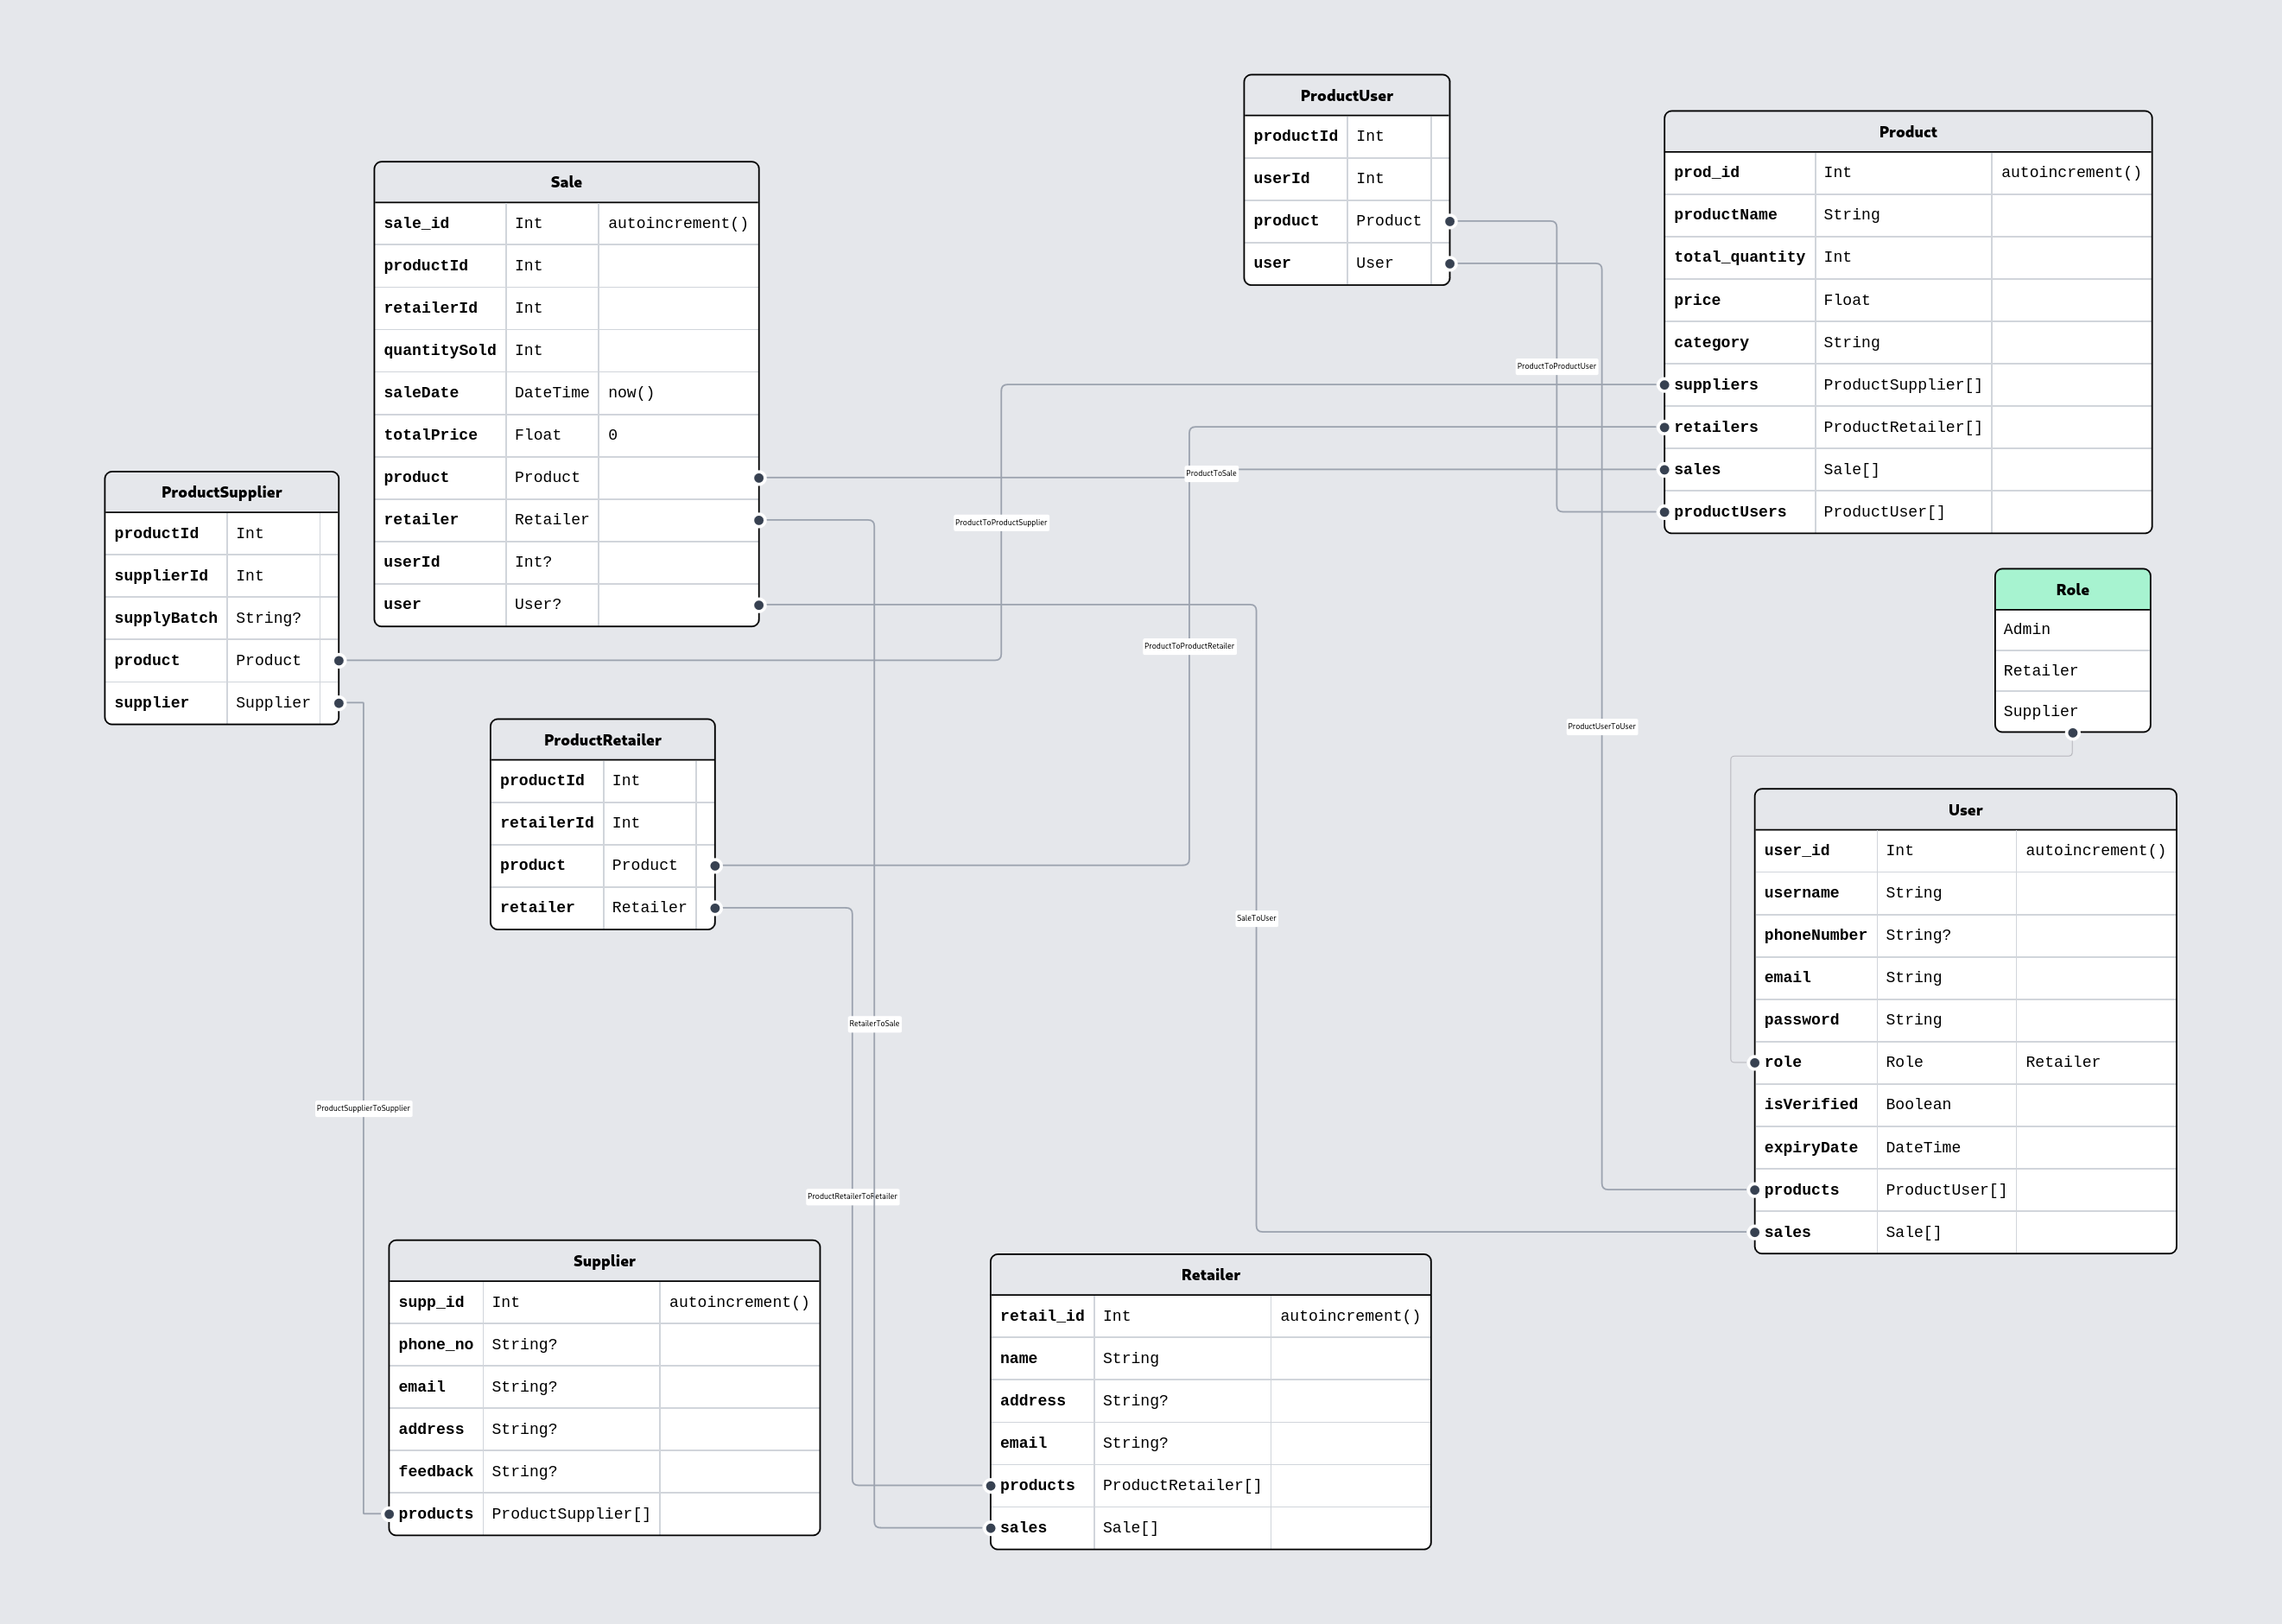 ProductUser
productId Int
userId Int
product Product
user User
Product
prod_id Int autoincrement()
productName String
total_quantity Int
price Float
category String
suppliers ProductSupplier[]
retailers ProductRetailer[]
sales Sale[]
productUsers ProductUser[]
Sale
sale_id Int autoincrement()
productId Int
retailerId Int
quantitySold Int
saleDate DateTime now()
totalPrice Float 0
product Product
retailer Retailer
userId Int?
user User?
ProductToProductUser
ProductToSale
ProductToProductSupplier
ProductSupplier
productId Int
supplierId Int
supplyBatch String?
product Product
supplier Supplier
Role
Admin
Retailer
Supplier
ProductToProductRetailer
ProductUserToUser
ProductRetailer
productId Int
retailerId Int
product Product
retailer Retailer
User
user_id Int autoincrement()
username String
phoneNumber String?
email String
password String
role Role Retailer
isVerified Boolean
expiryDate DateTime
products ProductUser[]
sales Sale[]
SaleToUser
RetailerToSale
ProductSupplierToSupplier
ProductRetailerToRetailer
Supplier
supp_id Int autoincrement()
phone_no String?
email String?
address String?
feedback String?
products ProductSupplier[]
Retailer
retail_id Int autoincrement()
name String
address String?
email String?
products ProductRetailer[]
sales Sale[]